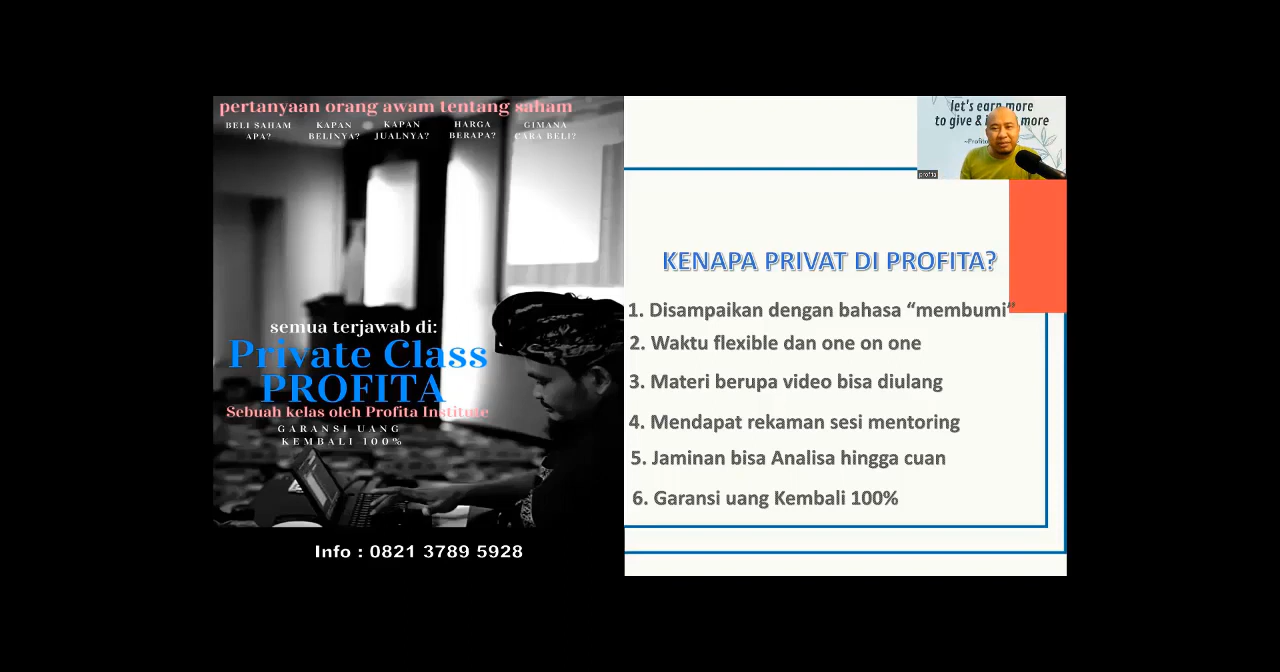 pertanyaan orang awam tentang saham
BELI SAHAM APA?
KAPAN BELINYA?
KAPAN JUALNYA?
HARGA BERAPA?
GIMANA CARA BELI?
semua terjawab di:
Private Class
PROFITA
Sebuah kelas oleh Profita Institute
GARANSI UANG
KEMBALI 100%
Info : 0821 3789 5928
let's earn more
to give & more
profita
KENAPA PRIVAT DI PROFITA?
1. Disampaikan dengan bahasa “membumi”
2. Waktu flexible dan one on one
3. Materi berupa video bisa diulang
4. Mendapat rekaman sesi mentoring
5. Jaminan bisa Analisa hingga cuan
6. Garansi uang Kembali 100%